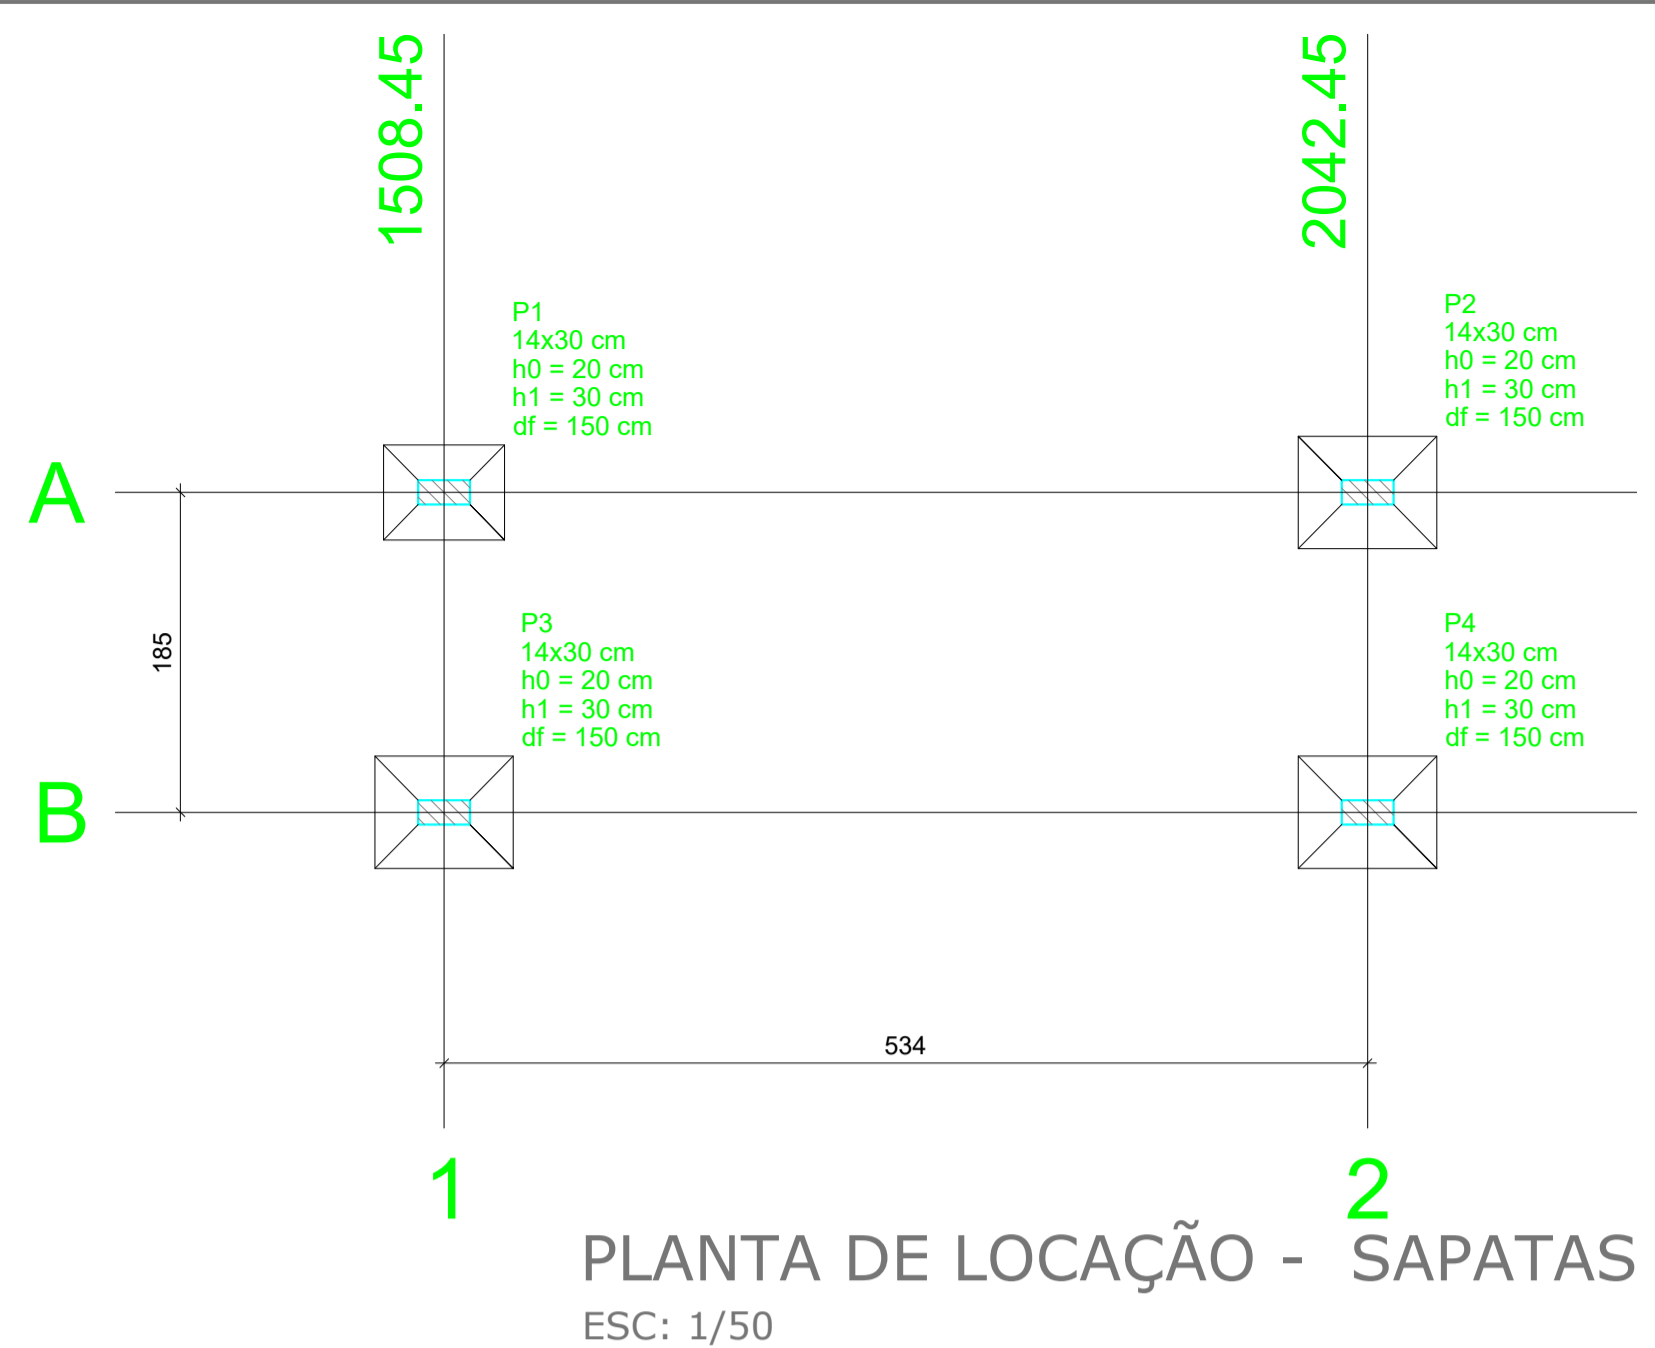 1508.45
2042.45
P1
14x30 cm
h0 = 20 cm
h1 = 30 cm
df = 150 cm
P2
14x30 cm
h0 = 20 cm
h1 = 30 cm
df = 150 cm
A
185
P3
14x30 cm
h0 = 20 cm
h1 = 30 cm
df = 150 cm
P4
14x30 cm
h0 = 20 cm
h1 = 30 cm
df = 150 cm
B
534
1
2
PLANTA DE LOCAÇÃO - SAPATAS
ESC: 1/50